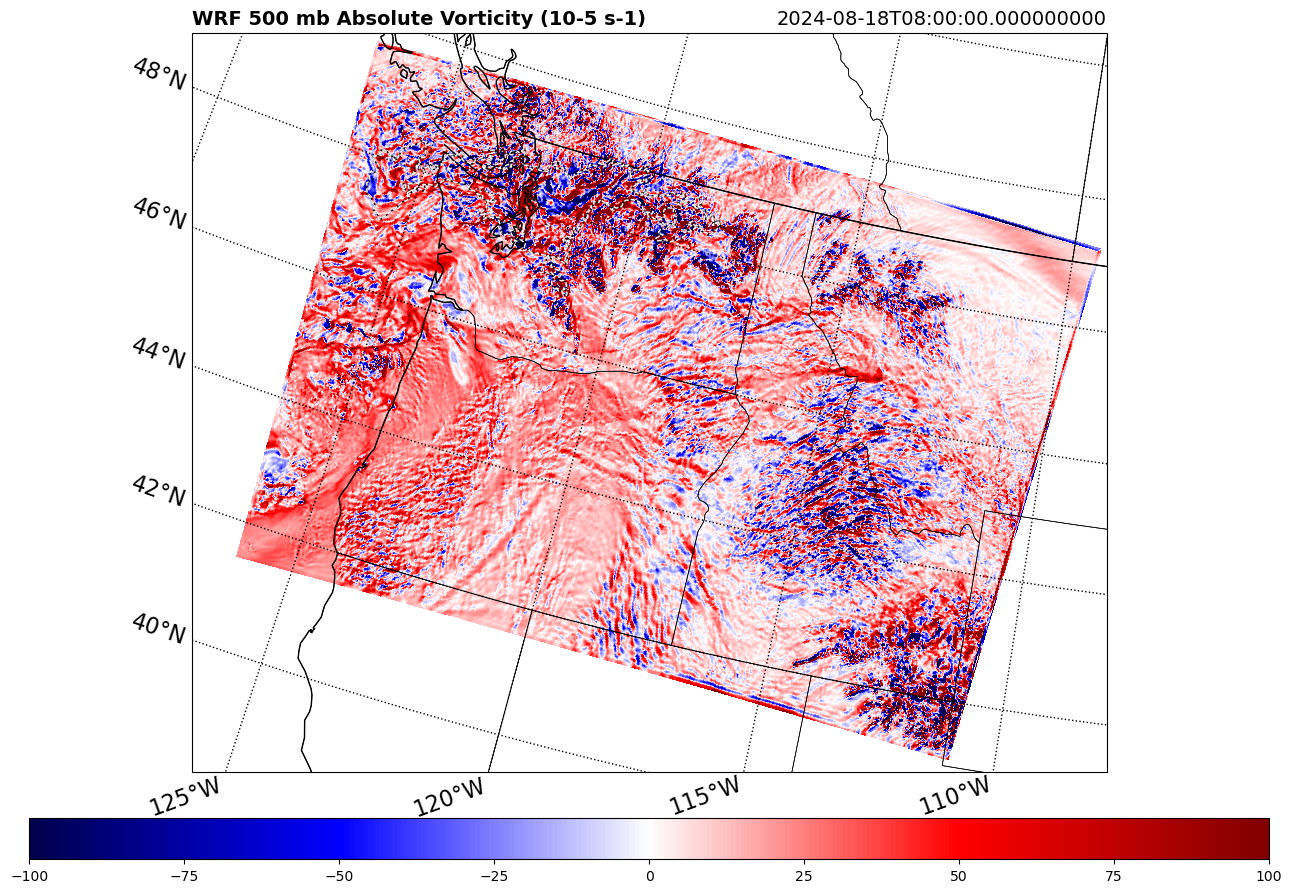 WRF 500 mb Absolute Vorticity (10-5 s-1)
2024-08-18T08:00:00.000000000
48°N
46°N
44°N
42°N
40°N
125°W
120°W
115°W
110°W
−100
−75
−50
−25
0
25
50
75
100